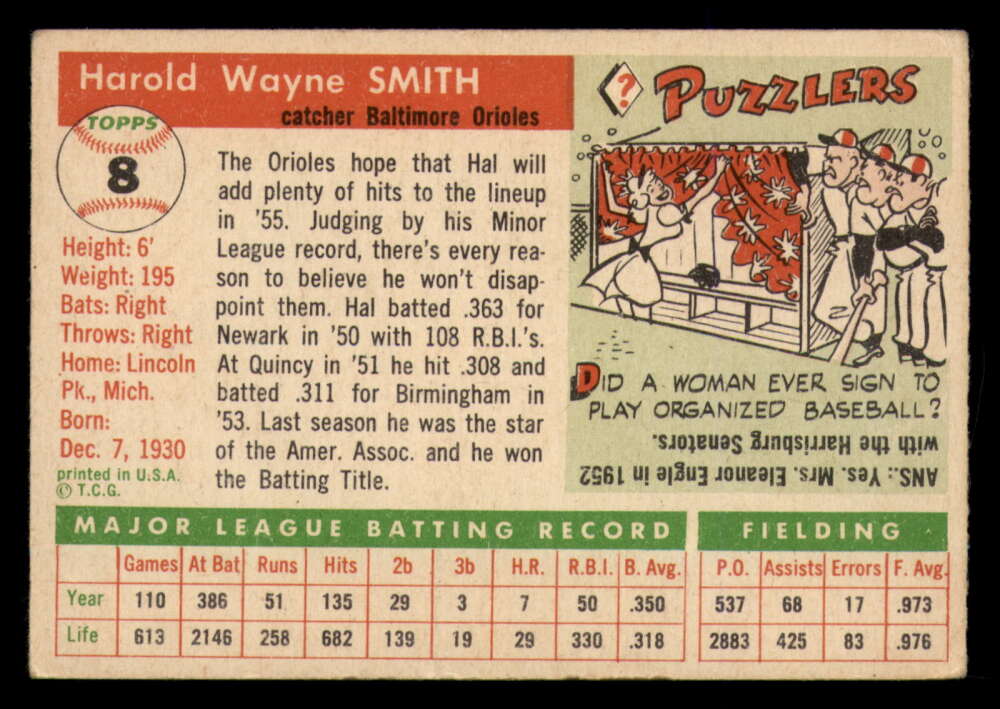 Harold Wayne SMITH
catcher Baltimore Orioles
TOPPS
8
Height: 6'
Weight: 195
Bats: Right
Throws: Right
Home: Lincoln
Pk., Mich.
Born:
Dec. 7, 1930
printed in U.S.A.
© T.C.G.
The Orioles hope that Hal will
add plenty of hits to the lineup
in '55. Judging by his Minor
League record, there's every rea-
son to believe he won't disap-
point them. Hal batted .363 for
Newark in '50 with 108 R.B.I.'s.
At Quincy in '51 he hit .308 and
batted .311 for Birmingham in
'53. Last season he was the star
of the Amer. Assoc. and he won
the Batting Title.
? PUZZLERS
DID A WOMAN EVER SIGN TO
PLAY ORGANIZED BASEBALL?
ANS.: Yes. Mrs. Eleanor Engle in 1952
with the Harrisburg Senators.
MAJOR LEAGUE BATTING RECORD FIELDING
Games At Bat Runs Hits 2b 3b H.R. R.B.I. B. Avg. P.O. Assists Errors F. Avg.
Year 110 386 51 135 29 3 7 50 .350 537 68 17 .973
Life 613 2146 258 682 139 19 29 330 .318 2883 425 83 .976